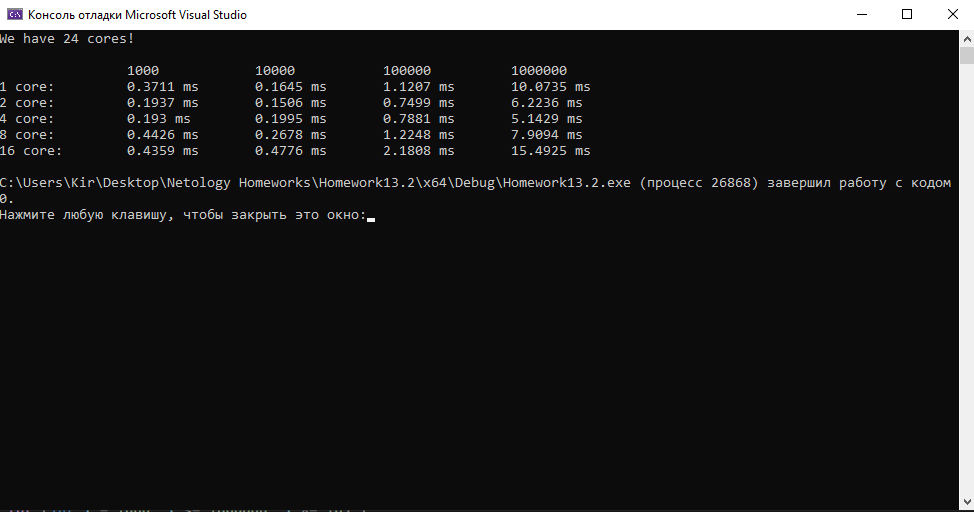 Консоль отладки Microsoft Visual Studio
We have 24 cores!
1000 10000 100000 1000000
1 core: 0.3711 ms 0.1645 ms 1.1207 ms 10.0735 ms
2 core: 0.1937 ms 0.1506 ms 0.7499 ms 6.2236 ms
4 core: 0.193 ms 0.1995 ms 0.7881 ms 5.1429 ms
8 core: 0.4426 ms 0.2678 ms 1.2248 ms 7.9094 ms
16 core: 0.4359 ms 0.4776 ms 2.1808 ms 15.4925 ms
C:\Users\Kir\Desktop\Netology Homeworks\Homework13.2\x64\Debug\Homework13.2.exe (процесс 26868) завершил работу с кодом
0.
Нажмите любую клавишу, чтобы закрыть это окно: